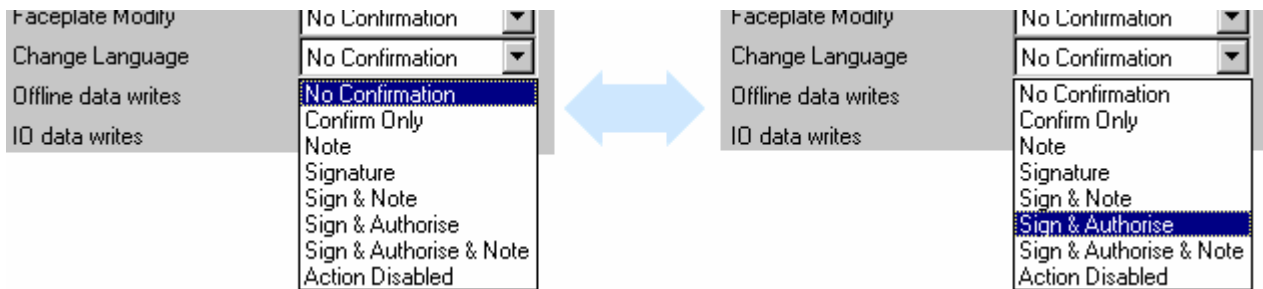 Faceplate Modify No Confirmation
Change Language No Confirmation
Offline data writes
IO data writes
No Confirmation
Confirm Only
Note
Signature
Sign & Note
Sign & Authorise
Sign & Authorise & Note
Action Disabled
Faceplate Modify No Confirmation
Change Language No Confirmation
Offline data writes
IO data writes
No Confirmation
Confirm Only
Note
Signature
Sign & Note
Sign & Authorise
Sign & Authorise & Note
Action Disabled